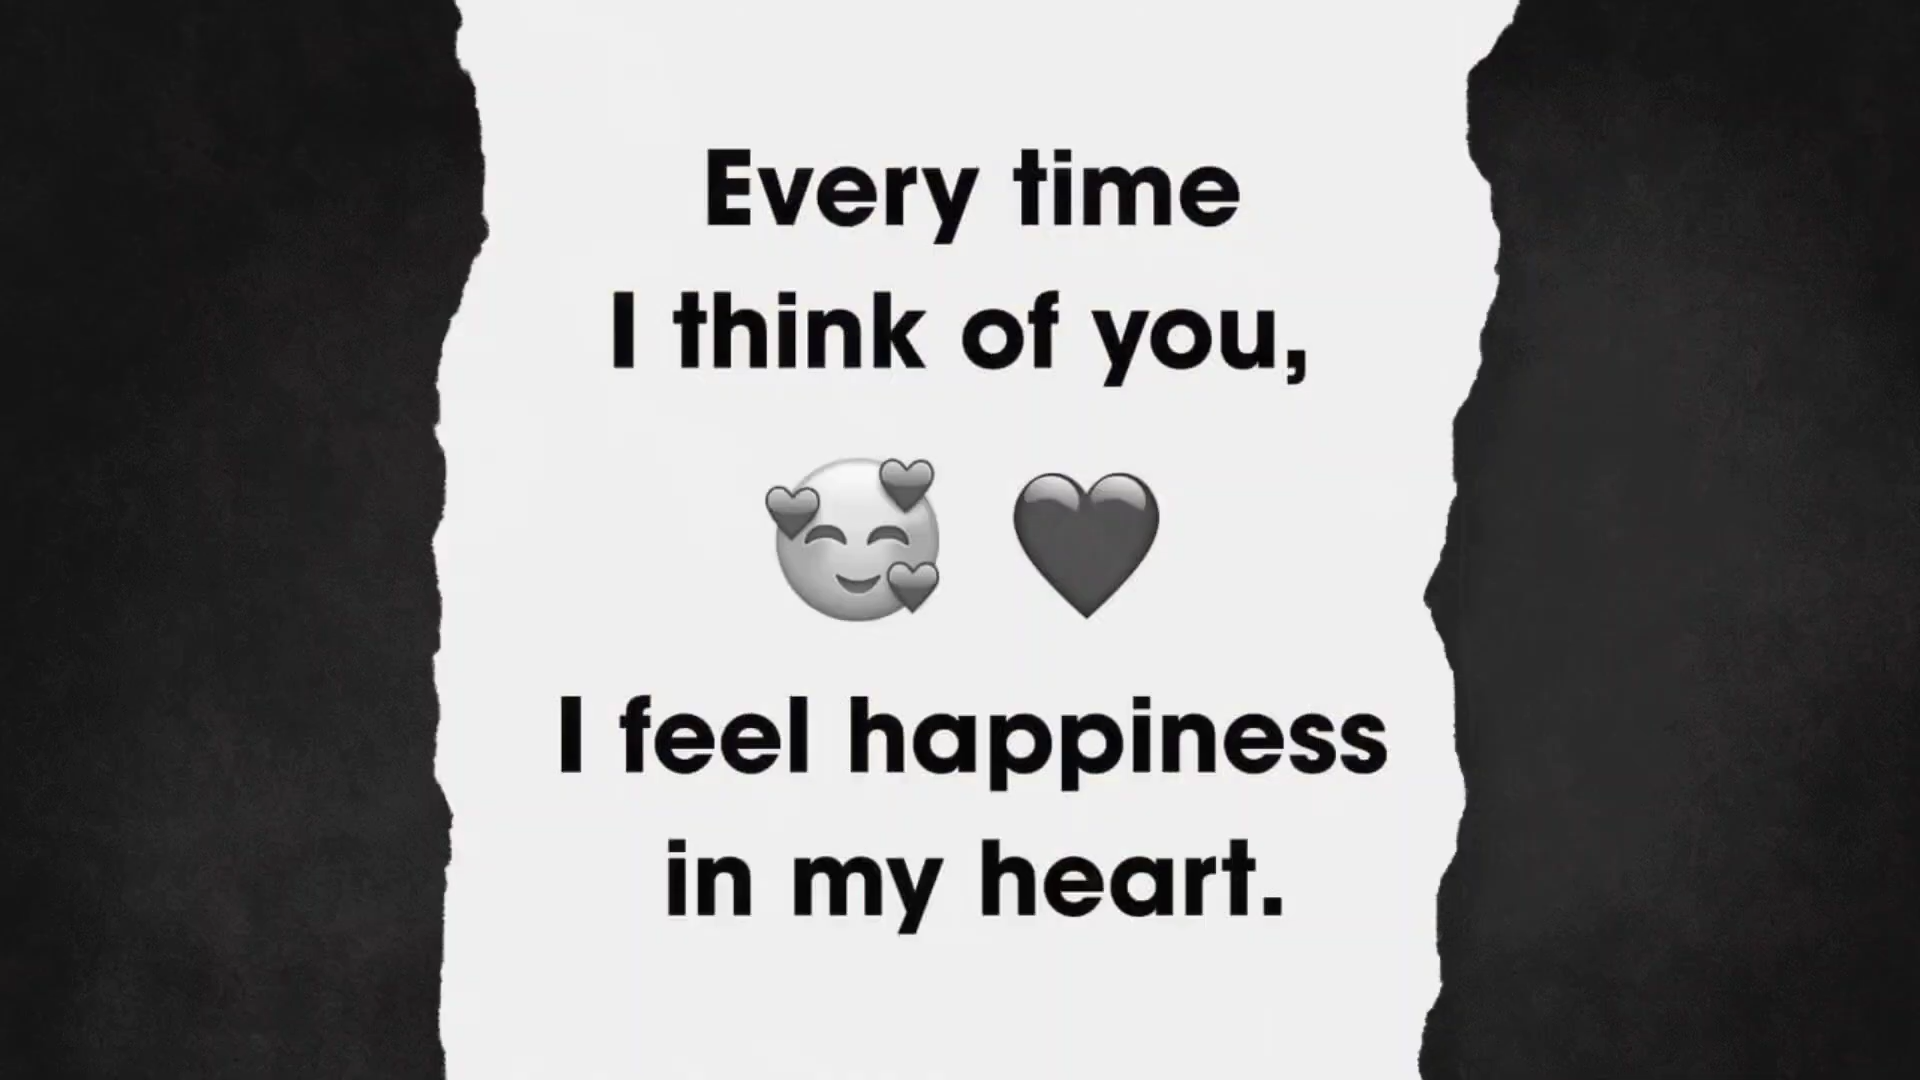 Every time
I think of you,
🥰 🖤
I feel happiness
in my heart.